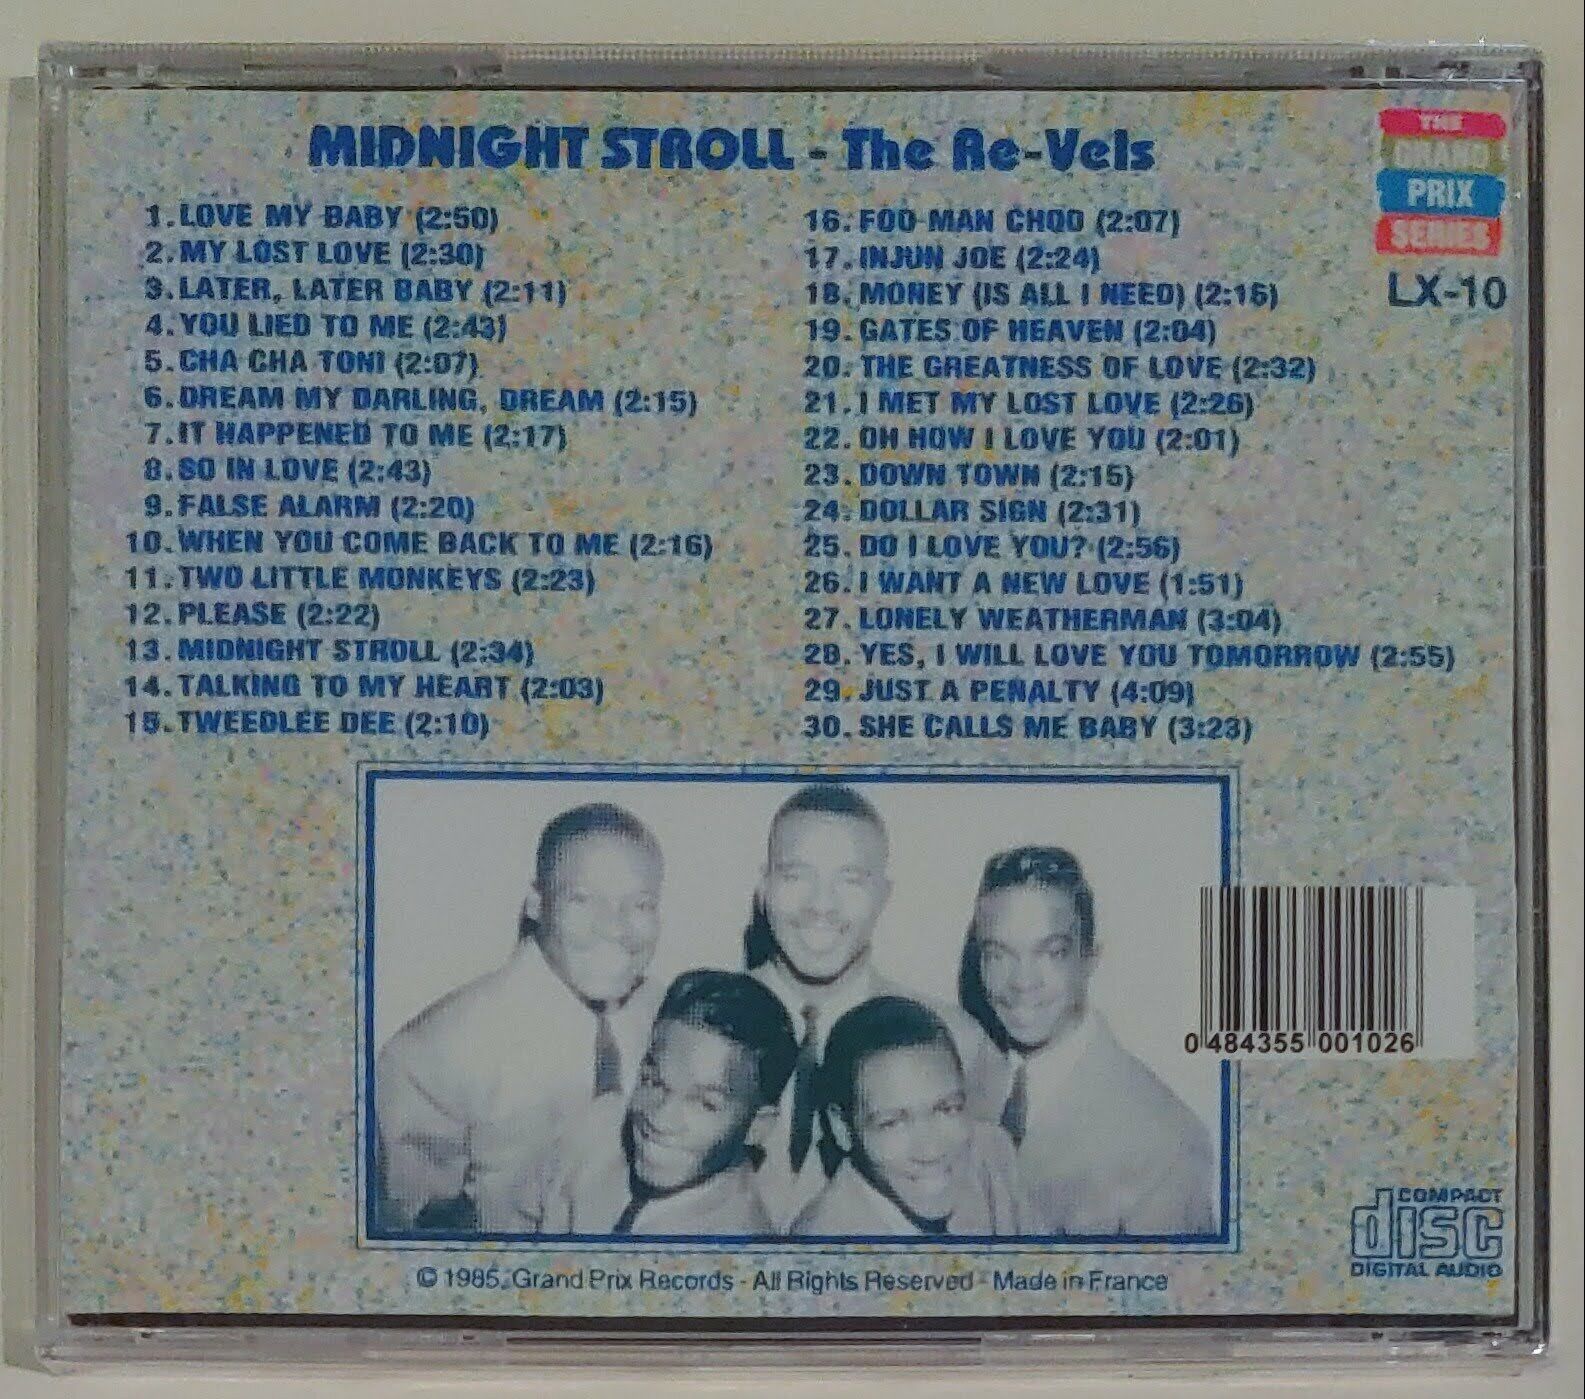 MIDNIGHT STROLL - The Re-Vels
THE
GRAND
PRIX
SERIES
LX-10
1. LOVE MY BABY (2:50)
2. MY LOST LOVE (2:30)
3. LATER, LATER BABY (2:11)
4. YOU LIED TO ME (2:43)
5. CHA CHA TONI (2:07)
6. DREAM MY DARLING, DREAM (2:15)
7. IT HAPPENED TO ME (2:17)
8. SO IN LOVE (2:43)
9. FALSE ALARM (2:20)
10. WHEN YOU COME BACK TO ME (2:16)
11. TWO LITTLE MONKEYS (2:23)
12. PLEASE (2:22)
13. MIDNIGHT STROLL (2:34)
14. TALKING TO MY HEART (2:03)
15. TWEEDLEE DEE (2:10)
16. FOO MAN CHOO (2:07)
17. INJUN JOE (2:24)
18. MONEY (IS ALL I NEED) (2:16)
19. GATES OF HEAVEN (2:04)
20. THE GREATNESS OF LOVE (2:32)
21. I MET MY LOST LOVE (2:26)
22. OH HOW I LOVE YOU (2:01)
23. DOWN TOWN (2:15)
24. DOLLAR SIGN (2:31)
25. DO I LOVE YOU? (2:56)
26. I WANT A NEW LOVE (1:51)
27. LONELY WEATHERMAN (3:04)
28. YES, I WILL LOVE YOU TOMORROW (2:55)
29. JUST A PENALTY (4:09)
30. SHE CALLS ME BABY (3:23)
0 484355 001026
COMPACT
disc
DIGITAL AUDIO
© 1985, Grand Prix Records - All Rights Reserved - Made in France